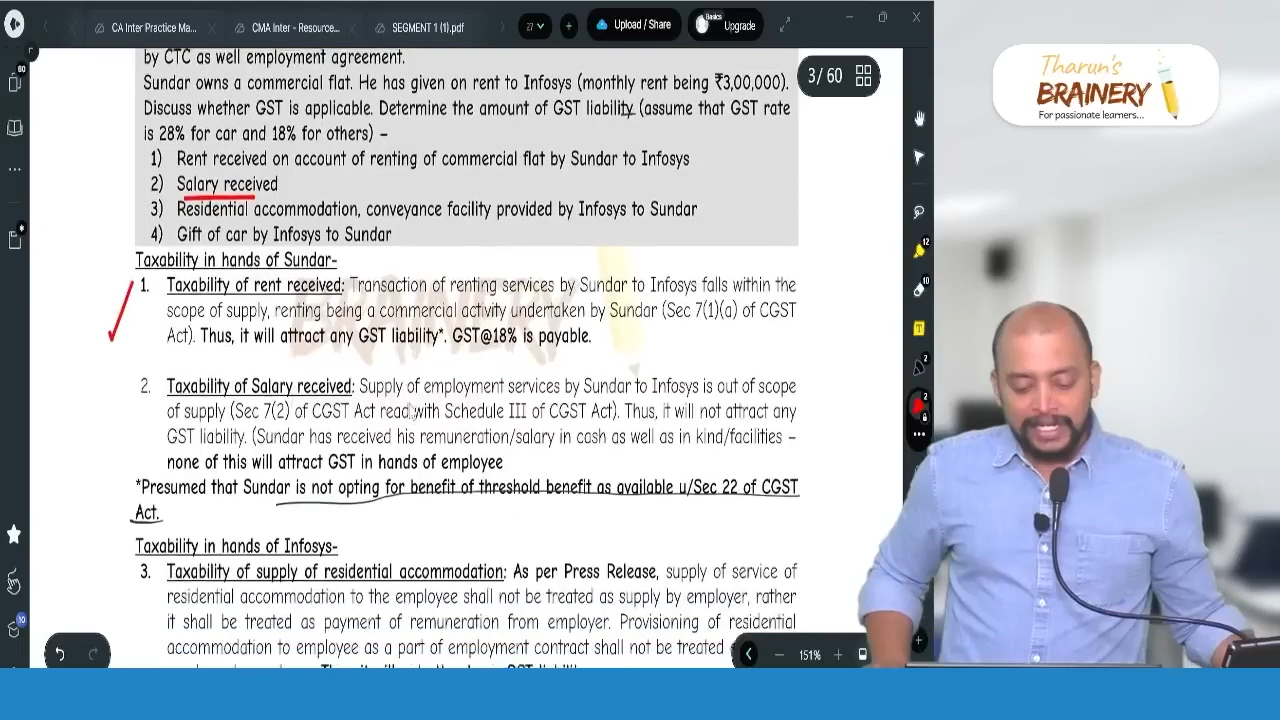 CA Inter Practice Ma...
CMA Inter - Resource...
SEGMENT 1 (1).pdf
27
Upload / Share
Basics
Upgrade
by CTC as well employment agreement.
Sundar owns a commercial flat. He has given on rent to Infosys (monthly rent being ₹3,00,000).
Discuss whether GST is applicable. Determine the amount of GST liability (assume that GST rate
is 28% for car and 18% for others) –
1) Rent received on account of renting of commercial flat by Sundar to Infosys
2) Salary received
3) Residential accommodation, conveyance facility provided by Infosys to Sundar
4) Gift of car by Infosys to Sundar
3 / 60
Tharun's
BRAINERY
For passionate learners...
Taxability in hands of Sundar-
1. Taxability of rent received: Transaction of renting services by Sundar to Infosys falls within the
scope of supply, renting being a commercial activity undertaken by Sundar (Sec 7(1)(a) of CGST
Act). Thus, it will attract any GST liability*. GST@18% is payable.
2. Taxability of Salary received: Supply of employment services by Sundar to Infosys is out of scope
of supply (Sec 7(2) of CGST Act read with Schedule III of CGST Act). Thus, it will not attract any
GST liability. (Sundar has received his remuneration/salary in cash as well as in kind/facilities –
none of this will attract GST in hands of employee
*Presumed that Sundar is not opting for benefit of threshold benefit as available u/Sec 22 of CGST
Act.
Taxability in hands of Infosys-
3. Taxability of supply of residential accommodation: As per Press Release, supply of service of
residential accommodation to the employee shall not be treated as supply by employer, rather
it shall be treated as payment of remuneration from employer. Provisioning of residential
accommodation to employee as a part of employment contract shall not be treated
151%